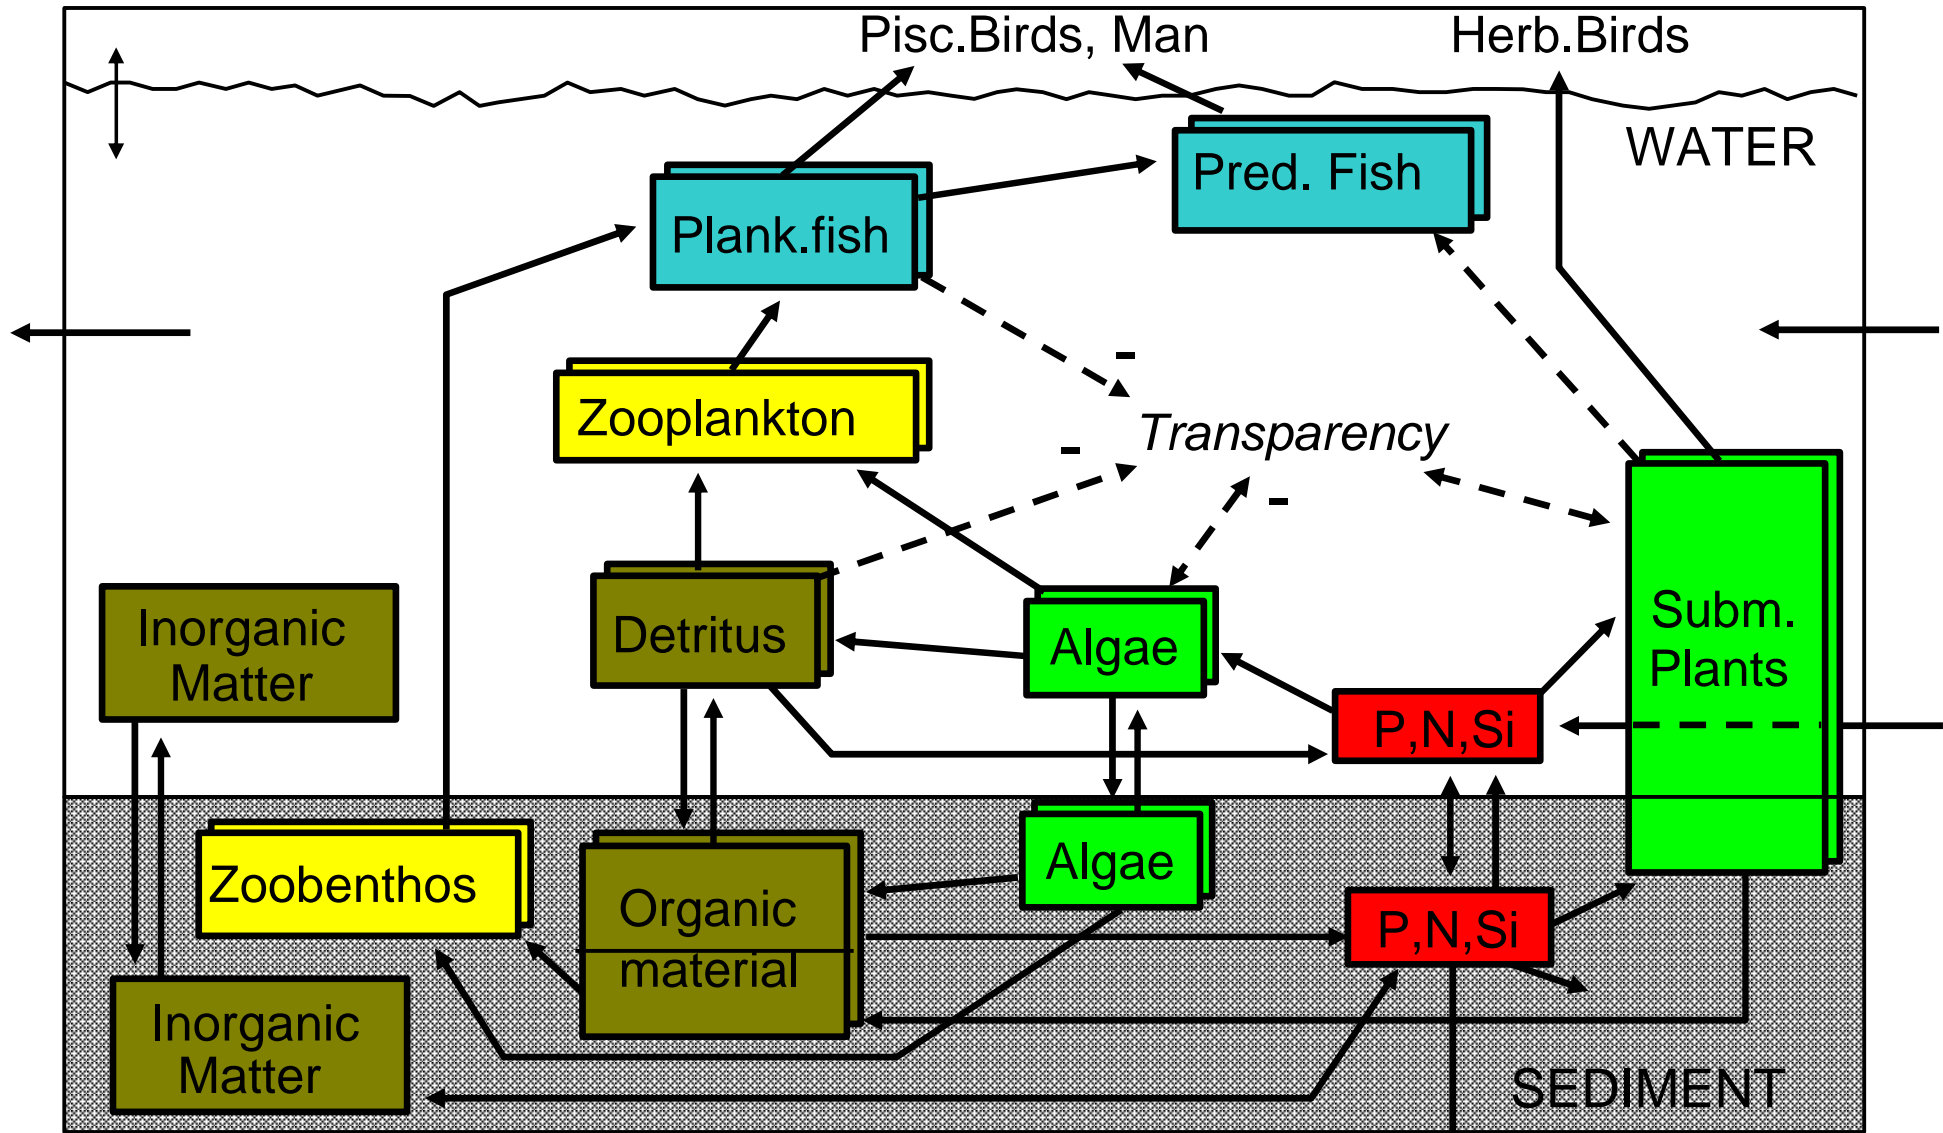 Pisc.Birds, Man
Herb.Birds
WATER
Pred. Fish
Plank.fish
-
Zooplankton
Transparency
-
-
Inorganic
Matter
Detritus
Algae
Subm.
Plants
P,N,Si
Zoobenthos
Organic
material
Algae
P,N,Si
Inorganic
Matter
SEDIMENT